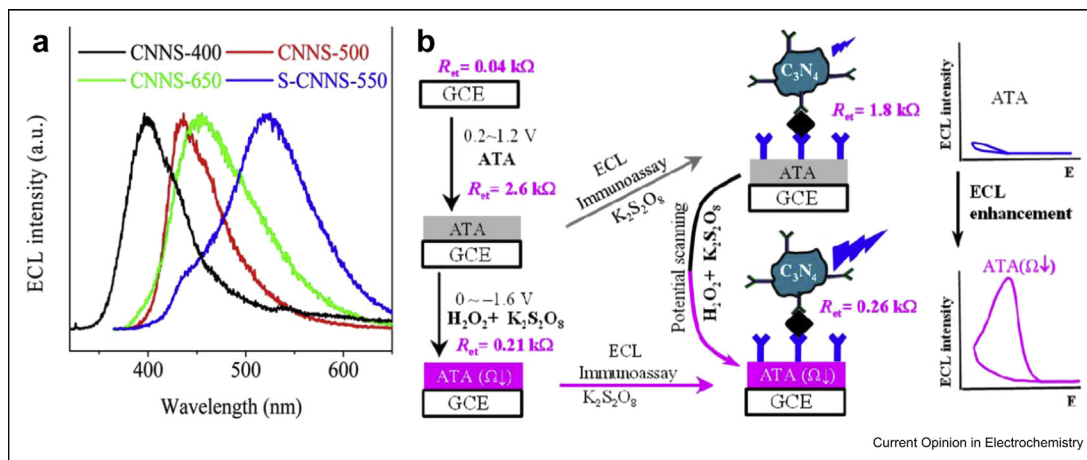 a
CNNS-400
CNNS-500
CNNS-650
S-CNNS-550
ECL intensity (a.u.)
400
500
600
Wavelength (nm)
b
Ret= 0.04 kΩ
GCE
0.2~1.2 V
ATA
Ret= 2.6 kΩ
ATA
GCE
0 ~ −1.6 V
H₂O₂+ K₂S₂O₈
Ret= 0.21 kΩ
ATA (Ω↓)
GCE
ECL
Immunoassay
K₂S₂O₈
ECL
Immunoassay
K₂S₂O₈
C₃N₄
Ret= 1.8 kΩ
ATA
GCE
Potential scanning
H₂O₂+ K₂S₂O₈
C₃N₄
Ret= 0.26 kΩ
ATA (Ω↓)
GCE
ECL intensity
ATA
E
ECL
enhancement
ECL intensity
ATA(Ω↓)
E
Current Opinion in Electrochemistry